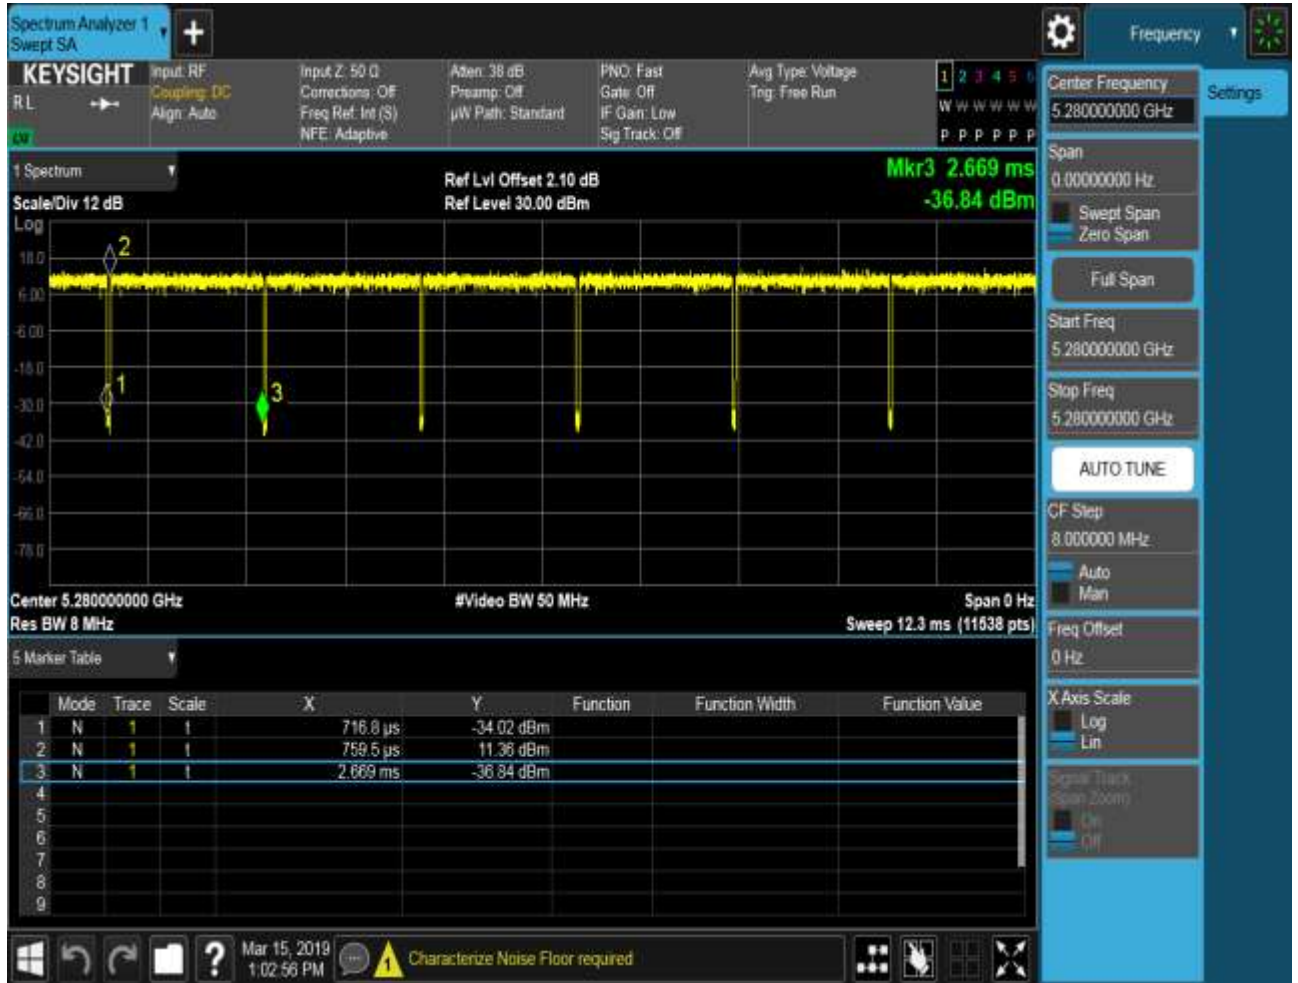 Spectrum Analyzer 1
Swept SA
Frequency
KEYSIGHT
R L
Input: RF
Coupling: DC
Align: Auto
Input Z: 50 Ω
Corrections: Off
Freq Ref: Int (S)
NFE: Adaptive
Atten: 38 dB
Preamp: Off
µW Path: Standard
PNO: Fast
Gate: Off
IF Gain: Low
Sig Track: Off
Avg Type: Voltage
Trig: Free Run
1 2 3 4 5 6
W W W W W W
P P P P P P
1 Spectrum
Scale/Div 12 dB
Ref Lvl Offset 2.10 dB
Ref Level 30.00 dBm
Mkr3 2.669 ms
-36.84 dBm
Log
18.0
6.00
-6.00
-18.0
-30.0
-42.0
-54.0
-66.0
-78.0
2
1
3
Center 5.280000000 GHz
Res BW 8 MHz
#Video BW 50 MHz
Span 0 Hz
Sweep 12.3 ms (11538 pts)
5 Marker Table
Mode Trace Scale X Y Function Function Width Function Value
1 N 1 t 716.8 µs -34.02 dBm
2 N 1 t 759.5 µs 11.36 dBm
3 N 1 t 2.669 ms -36.84 dBm
4
5
6
7
8
9
Mar 15, 2019
1:02:56 PM
?
1
Characterize Noise Floor required
Center Frequency
5.280000000 GHz
Settings
Span
0.00000000 Hz
Swept Span
Zero Span
Full Span
Start Freq
5.280000000 GHz
Stop Freq
5.280000000 GHz
AUTO TUNE
CF Step
8.000000 MHz
Auto
Man
Freq Offset
0 Hz
X Axis Scale
Log
Lin
Signal Track
(Span Zoom)
On
Off